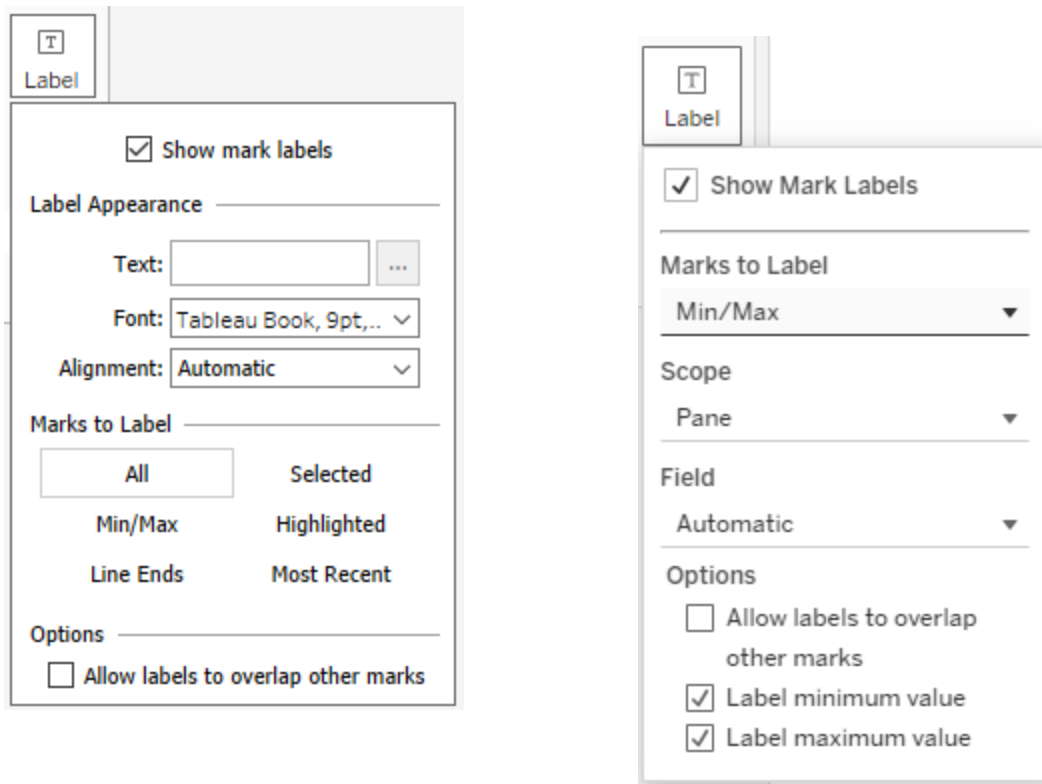 T
Label
Show mark labels
Label Appearance
Text:
...
Font: Tableau Book, 9pt,..
Alignment: Automatic
Marks to Label
All Selected
Min/Max Highlighted
Line Ends Most Recent
Options
Allow labels to overlap other marks
T
Label
Show Mark Labels
Marks to Label
Min/Max
Scope
Pane
Field
Automatic
Options
Allow labels to overlap
other marks
Label minimum value
Label maximum value